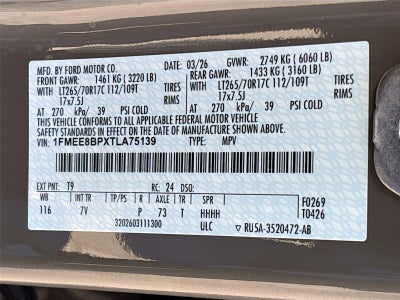 MFD. BY FORD MOTOR CO. 03/26 GVWR: 2749 KG (6060 LB)
FRONT GAWR: 1461 KG (3220 LB) REAR GAWR: 1433 KG (3160 LB)
WITH LT265/70R17C 112/109T TIRES WITH LT265/70R17C 112/109T TIRES
17x7.5J RIMS 17x7.5J RIMS
AT 270 kPa/ 39 PSI COLD AT 270 kPa/ 39 PSI COLD
THIS VEHICLE CONFORMS TO ALL APPLICABLE FEDERAL MOTOR VEHICLE
SAFETY STANDARDS IN EFFECT ON THE DATE OF MANUFACTURE SHOWN ABOVE.
VIN: 1FMEE8BPXTLA75139 TYPE: MPV
EXT PNT: T9 RC: 24 DSO:
WB INT TR TP/PS R AXLE TR SPR F0269
116 7V P 73 T HHHH T0426
3202603111300 ULC RU5A-3520472-AB